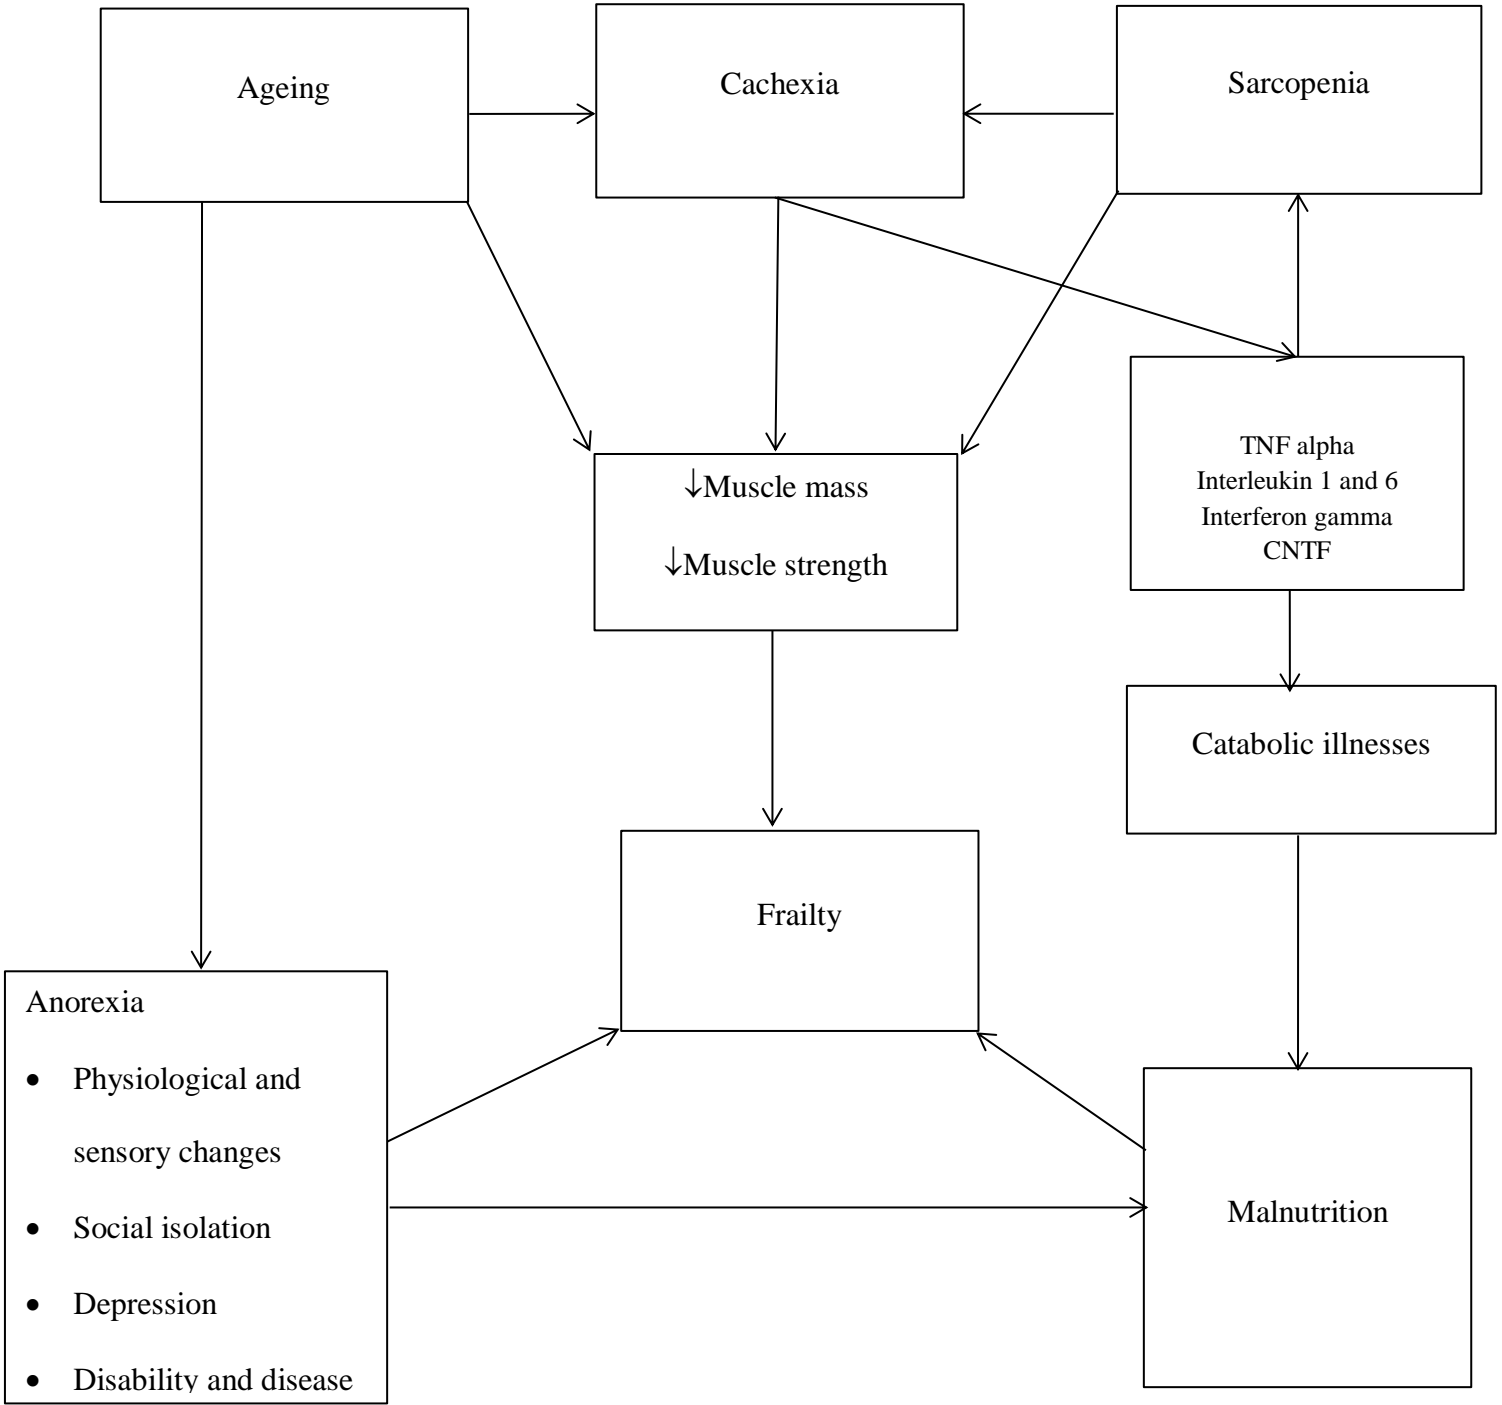 Ageing
Cachexia
Sarcopenia
↓Muscle mass
↓Muscle strength
TNF alpha
Interleukin 1 and 6
Interferon gamma
CNTF
Catabolic illnesses
Frailty
Anorexia
• Physiological and
sensory changes
• Social isolation
• Depression
• Disability and disease
Malnutrition